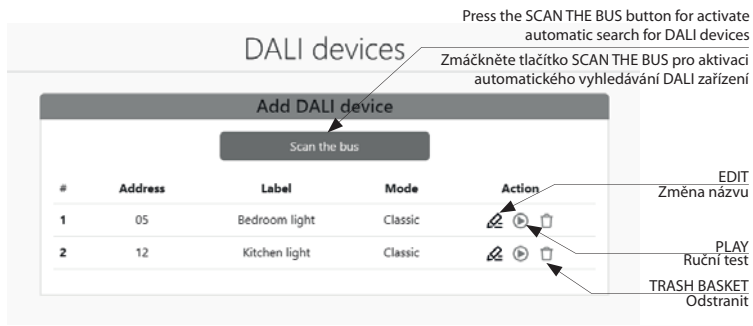 Press the SCAN THE BUS button for activate
automatic search for DALI devices
DALI devices
Zmáčkněte tlačítko SCAN THE BUS pro aktivaci
automatického vyhledávání DALI zařízení
Add DALI device
Scan the bus
# Address Label Mode Action
EDIT
Změna názvu
1 05 Bedroom light Classic
2 12 Kitchen light Classic
PLAY
Ruční test
TRASH BASKET
Odstranit